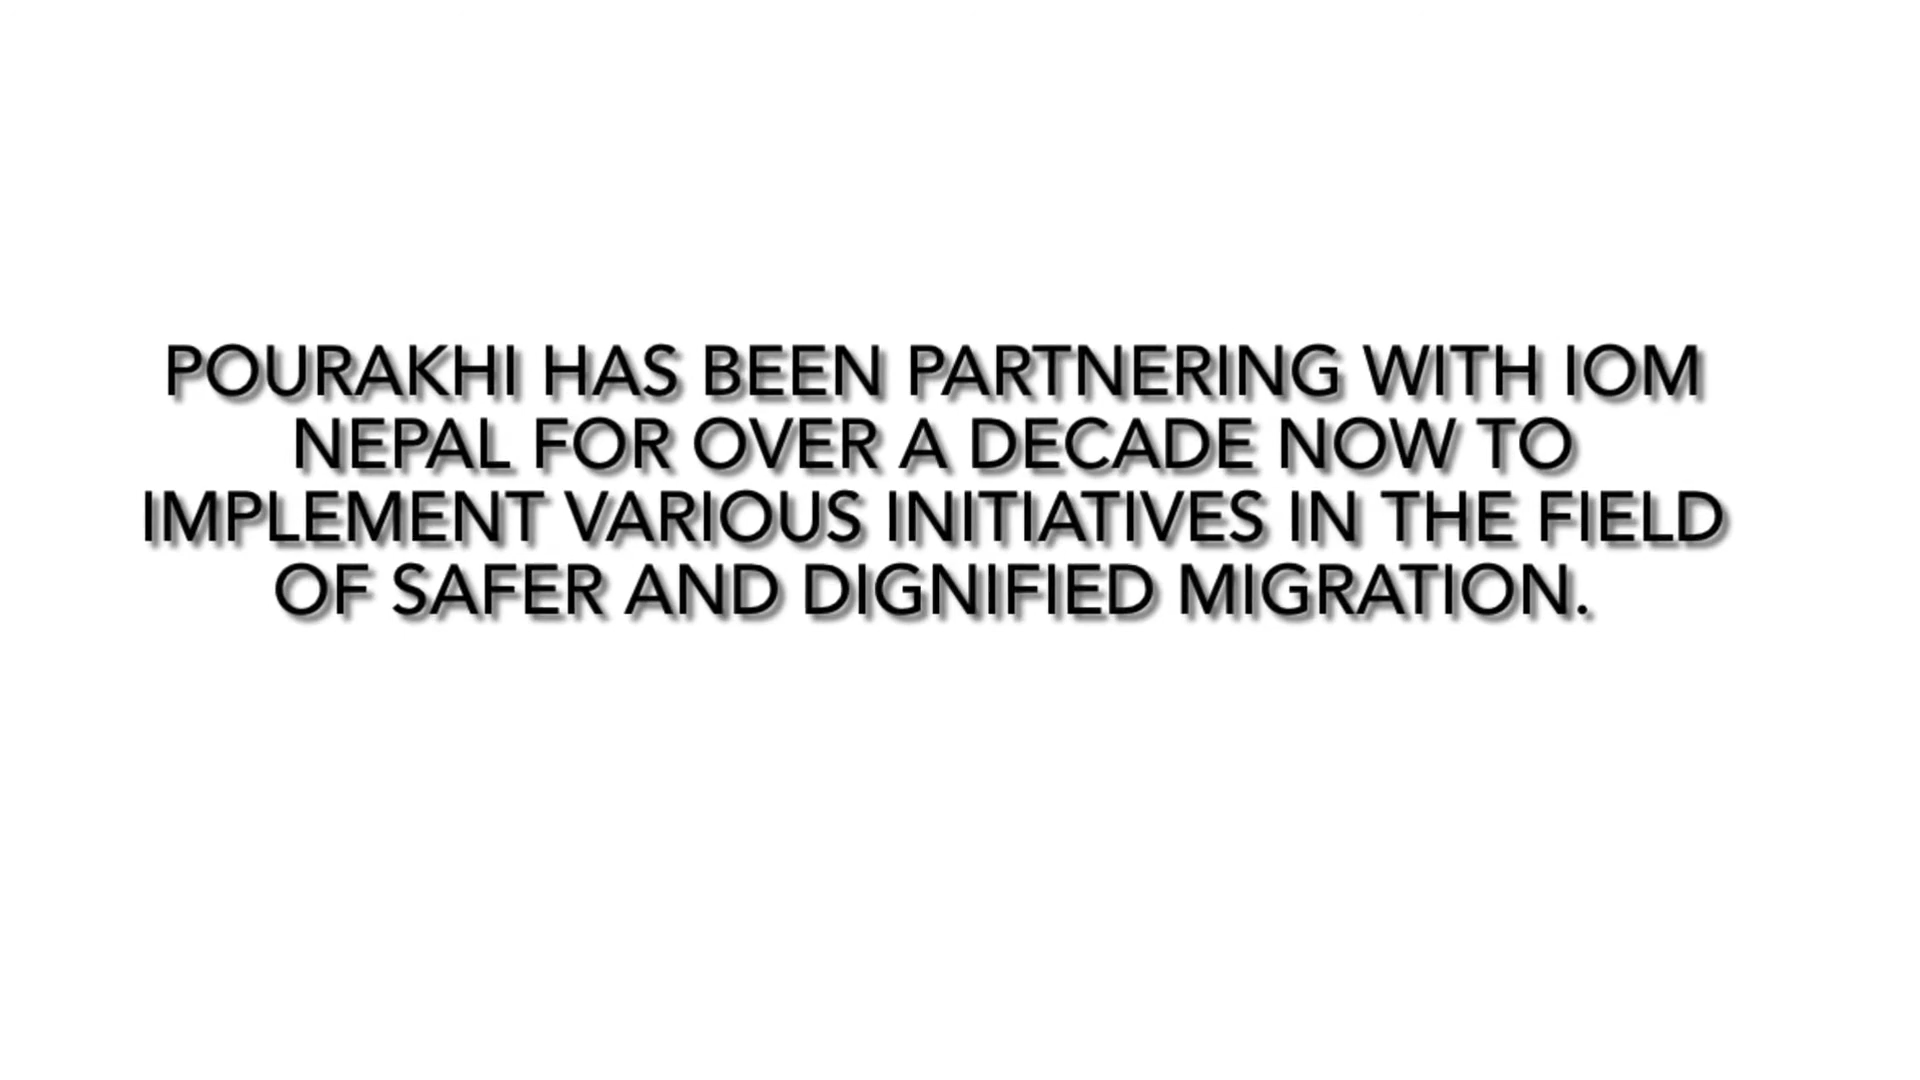 POURAKHI HAS BEEN PARTNERING WITH IOM
NEPAL FOR OVER A DECADE NOW TO
IMPLEMENT VARIOUS INITIATIVES IN THE FIELD
OF SAFER AND DIGNIFIED MIGRATION.